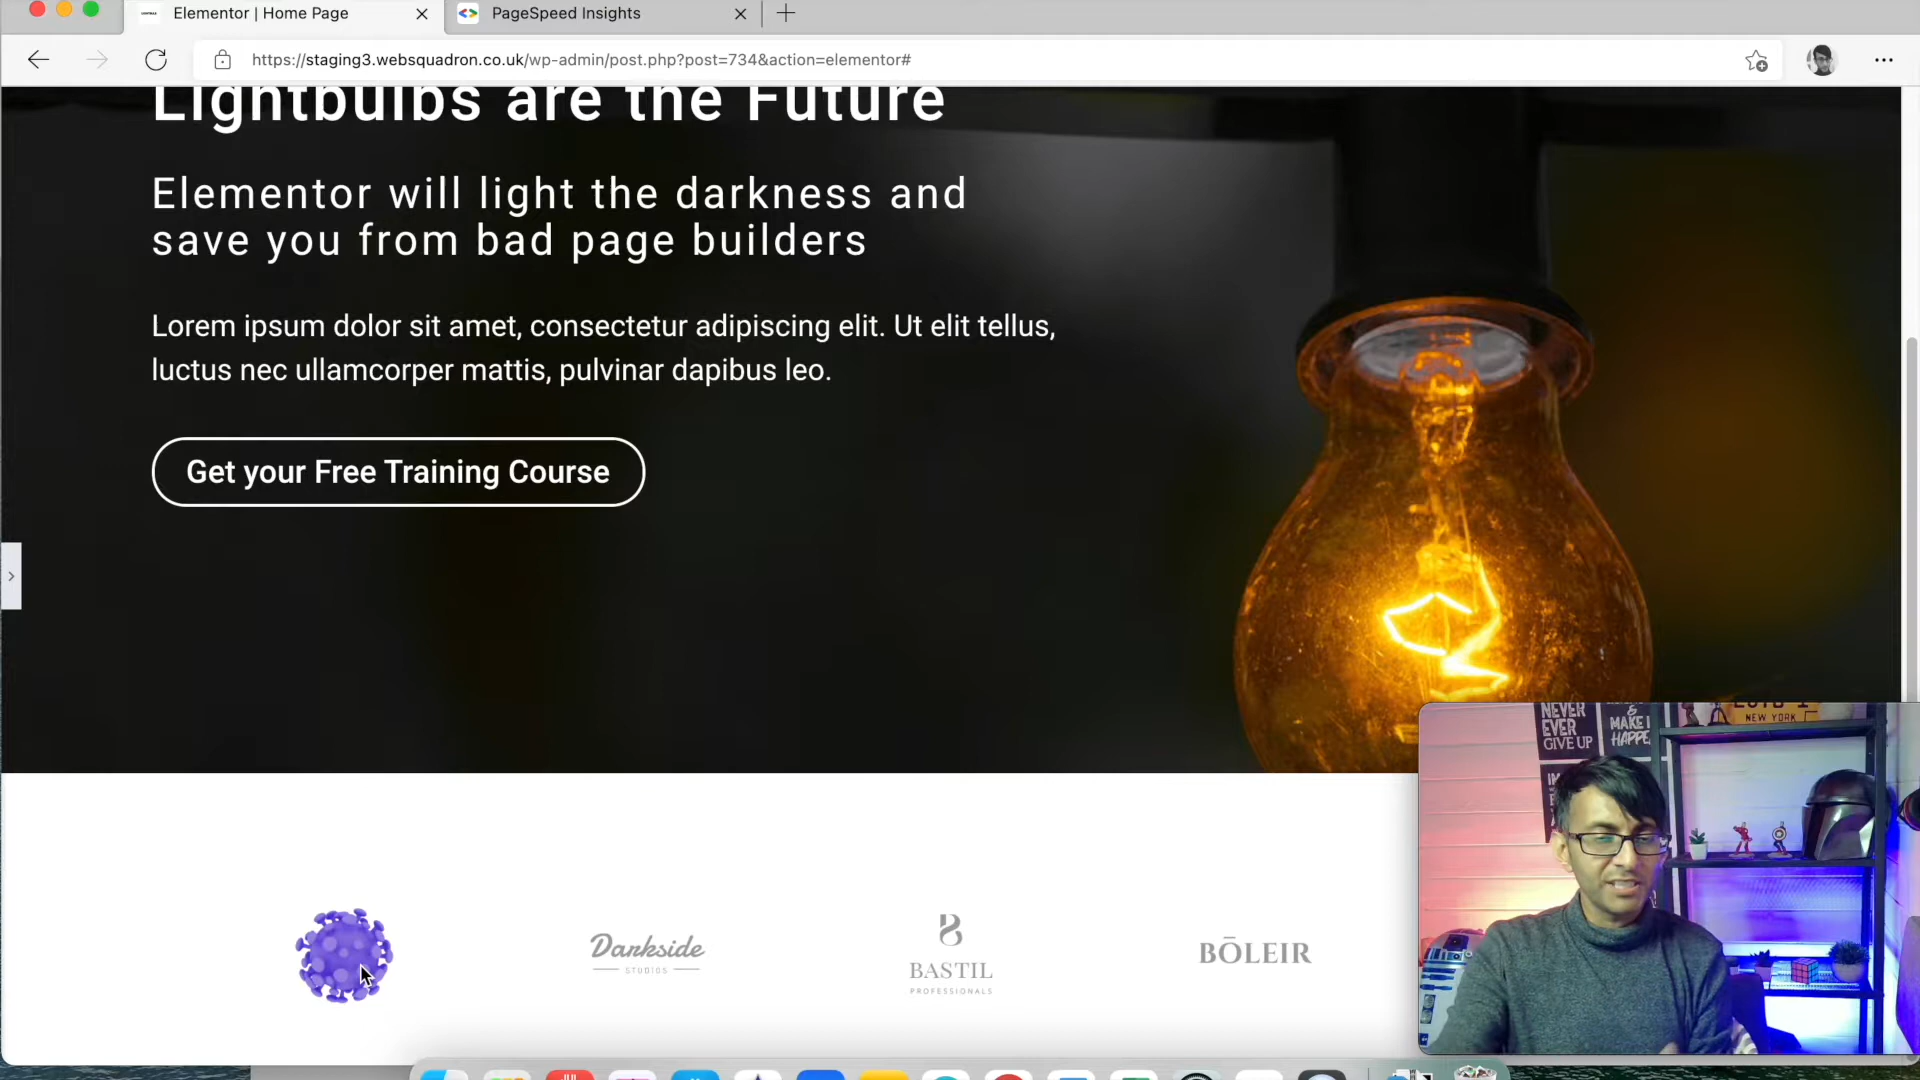 Elementor | Home Page
PageSpeed Insights
https://staging3.websquadron.co.uk/wp-admin/post.php?post=734&action=elementor#
Lightbulbs are the Future
Elementor will light the darkness and
save you from bad page builders
Lorem ipsum dolor sit amet, consectetur adipiscing elit. Ut elit tellus,
luctus nec ullamcorper mattis, pulvinar dapibus leo.
Get your Free Training Course
NEVER
EVER
GIVE UP
&
MAKE I
HAPPE
NEW YORK
Darkside
STUDIOS
BASTIL
PROFESSIONALS
BŌLEIR